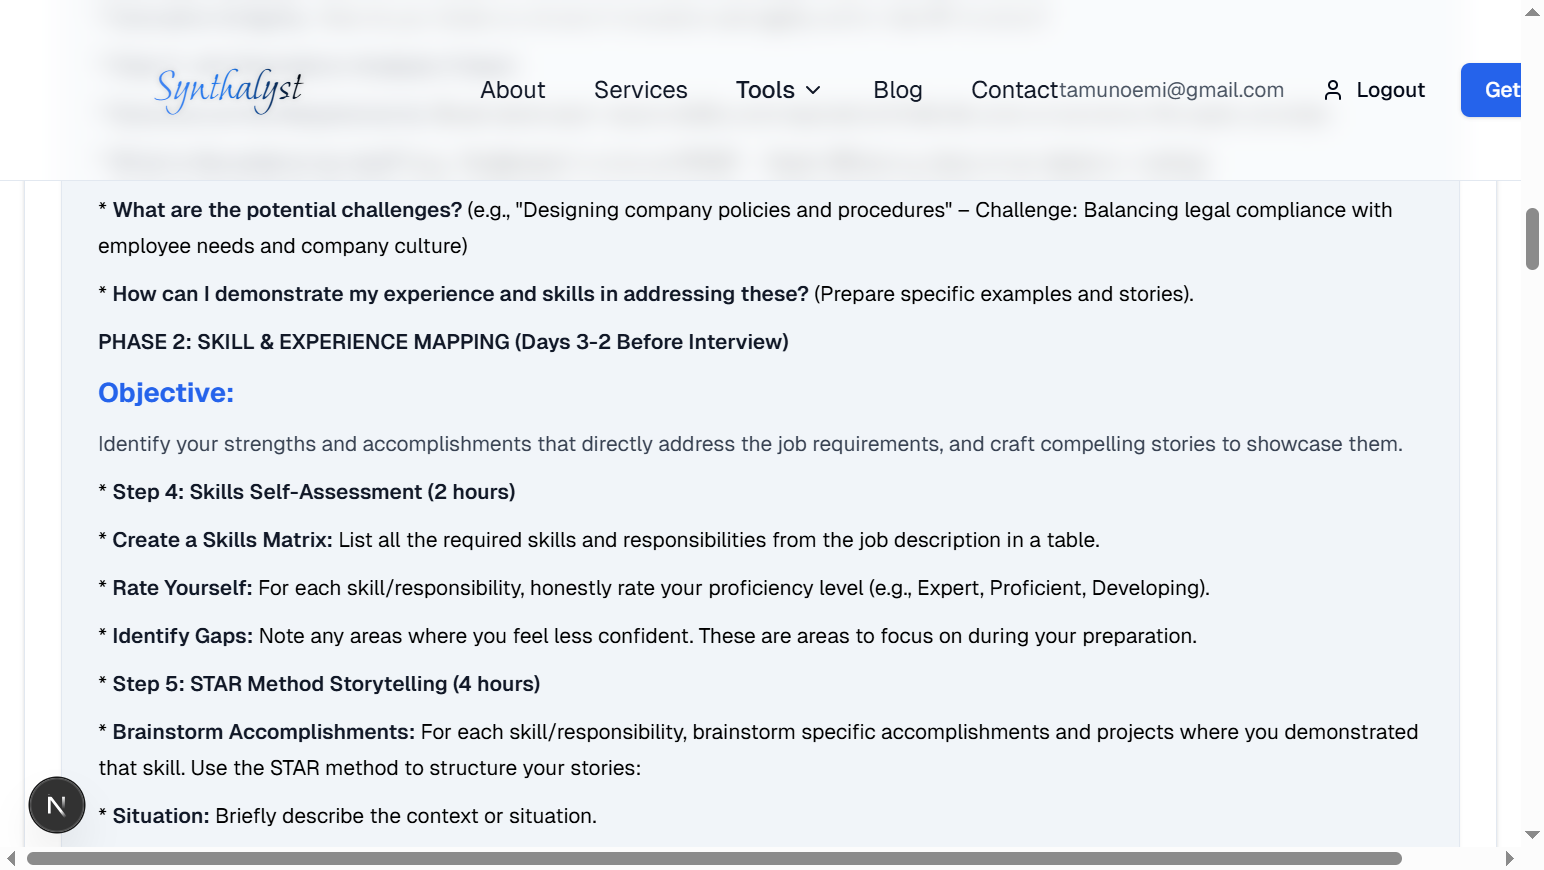 Synthalyst
About Services Tools Blog Contact tamunoemi@gmail.com Logout Get
* What are the potential challenges? (e.g., "Designing company policies and procedures" – Challenge: Balancing legal compliance with
employee needs and company culture)
* How can I demonstrate my experience and skills in addressing these? (Prepare specific examples and stories).
PHASE 2: SKILL & EXPERIENCE MAPPING (Days 3-2 Before Interview)
Objective:
Identify your strengths and accomplishments that directly address the job requirements, and craft compelling stories to showcase them.
* Step 4: Skills Self-Assessment (2 hours)
* Create a Skills Matrix: List all the required skills and responsibilities from the job description in a table.
* Rate Yourself: For each skill/responsibility, honestly rate your proficiency level (e.g., Expert, Proficient, Developing).
* Identify Gaps: Note any areas where you feel less confident. These are areas to focus on during your preparation.
* Step 5: STAR Method Storytelling (4 hours)
* Brainstorm Accomplishments: For each skill/responsibility, brainstorm specific accomplishments and projects where you demonstrated
that skill. Use the STAR method to structure your stories:
N
* Situation: Briefly describe the context or situation.